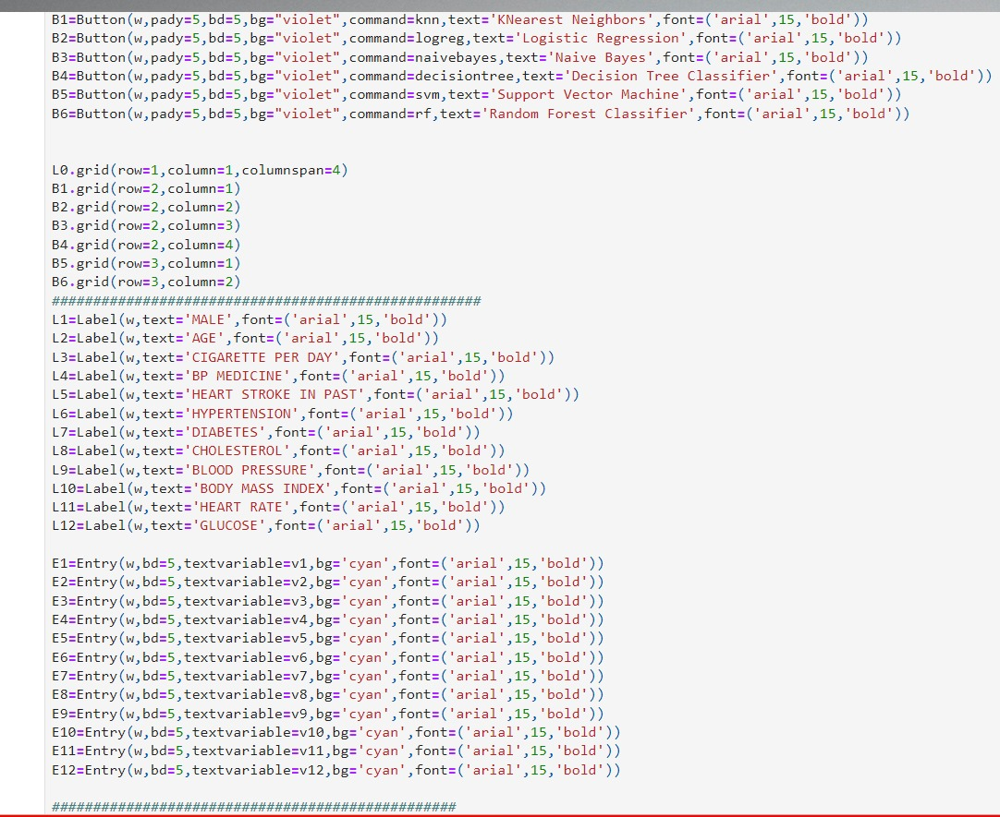 B1=Button(w,pady=5,bd=5,bg="violet",command=knn,text='KNearest Neighbors',font=('arial',15,'bold'))
B2=Button(w,pady=5,bd=5,bg="violet",command=logreg,text='Logistic Regression',font=('arial',15,'bold'))
B3=Button(w,pady=5,bd=5,bg="violet",command=naivebayes,text='Naive Bayes',font=('arial',15,'bold'))
B4=Button(w,pady=5,bd=5,bg="violet",command=decisiontree,text='Decision Tree Classifier',font=('arial',15,'bold'))
B5=Button(w,pady=5,bd=5,bg="violet",command=svm,text='Support Vector Machine',font=('arial',15,'bold'))
B6=Button(w,pady=5,bd=5,bg="violet",command=rf,text='Random Forest Classifier',font=('arial',15,'bold'))
L0.grid(row=1,column=1,columnspan=4)
B1.grid(row=2,column=1)
B2.grid(row=2,column=2)
B3.grid(row=2,column=3)
B4.grid(row=2,column=4)
B5.grid(row=3,column=1)
B6.grid(row=3,column=2)
####################################################
L1=Label(w,text='MALE',font=('arial',15,'bold'))
L2=Label(w,text='AGE',font=('arial',15,'bold'))
L3=Label(w,text='CIGARETTE PER DAY',font=('arial',15,'bold'))
L4=Label(w,text='BP MEDICINE',font=('arial',15,'bold'))
L5=Label(w,text='HEART STROKE IN PAST',font=('arial',15,'bold'))
L6=Label(w,text='HYPERTENSION',font=('arial',15,'bold'))
L7=Label(w,text='DIABETES',font=('arial',15,'bold'))
L8=Label(w,text='CHOLESTEROL',font=('arial',15,'bold'))
L9=Label(w,text='BLOOD PRESSURE',font=('arial',15,'bold'))
L10=Label(w,text='BODY MASS INDEX',font=('arial',15,'bold'))
L11=Label(w,text='HEART RATE',font=('arial',15,'bold'))
L12=Label(w,text='GLUCOSE',font=('arial',15,'bold'))
E1=Entry(w,bd=5,textvariable=v1,bg='cyan',font=('arial',15,'bold'))
E2=Entry(w,bd=5,textvariable=v2,bg='cyan',font=('arial',15,'bold'))
E3=Entry(w,bd=5,textvariable=v3,bg='cyan',font=('arial',15,'bold'))
E4=Entry(w,bd=5,textvariable=v4,bg='cyan',font=('arial',15,'bold'))
E5=Entry(w,bd=5,textvariable=v5,bg='cyan',font=('arial',15,'bold'))
E6=Entry(w,bd=5,textvariable=v6,bg='cyan',font=('arial',15,'bold'))
E7=Entry(w,bd=5,textvariable=v7,bg='cyan',font=('arial',15,'bold'))
E8=Entry(w,bd=5,textvariable=v8,bg='cyan',font=('arial',15,'bold'))
E9=Entry(w,bd=5,textvariable=v9,bg='cyan',font=('arial',15,'bold'))
E10=Entry(w,bd=5,textvariable=v10,bg='cyan',font=('arial',15,'bold'))
E11=Entry(w,bd=5,textvariable=v11,bg='cyan',font=('arial',15,'bold'))
E12=Entry(w,bd=5,textvariable=v12,bg='cyan',font=('arial',15,'bold'))
#################################################